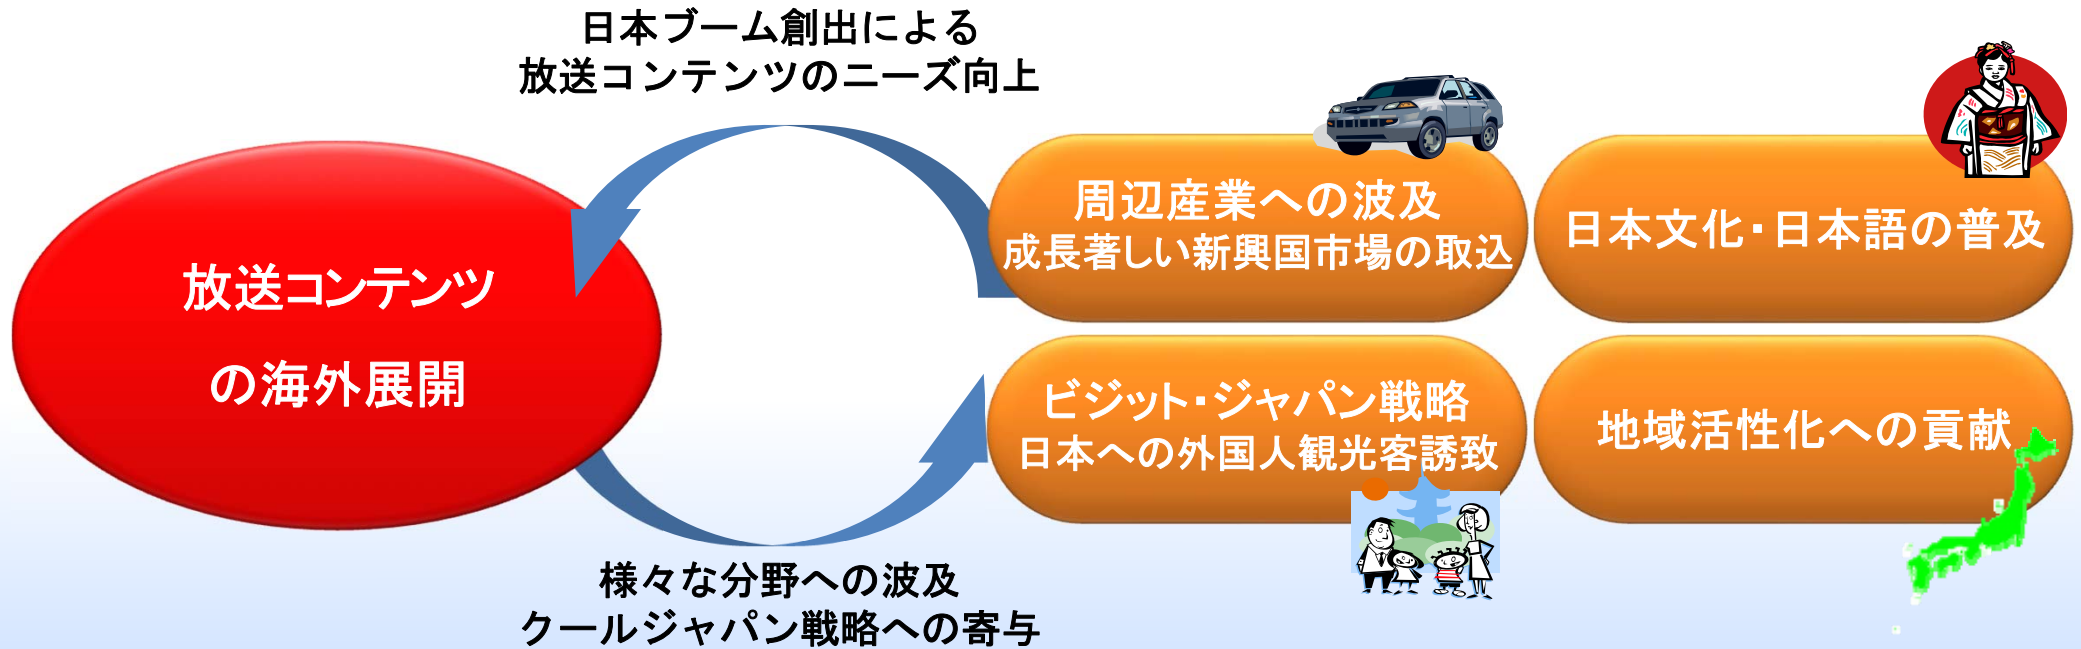 日本ブーム創出による
放送コンテンツのニーズ向上
放送コンテンツ
の海外展開
周辺産業への波及
成長著しい新興国市場の取込
日本文化・日本語の普及
ビジット・ジャパン戦略
日本への外国人観光客誘致
地域活性化への貢献
様々な分野への波及
クールジャパン戦略への寄与